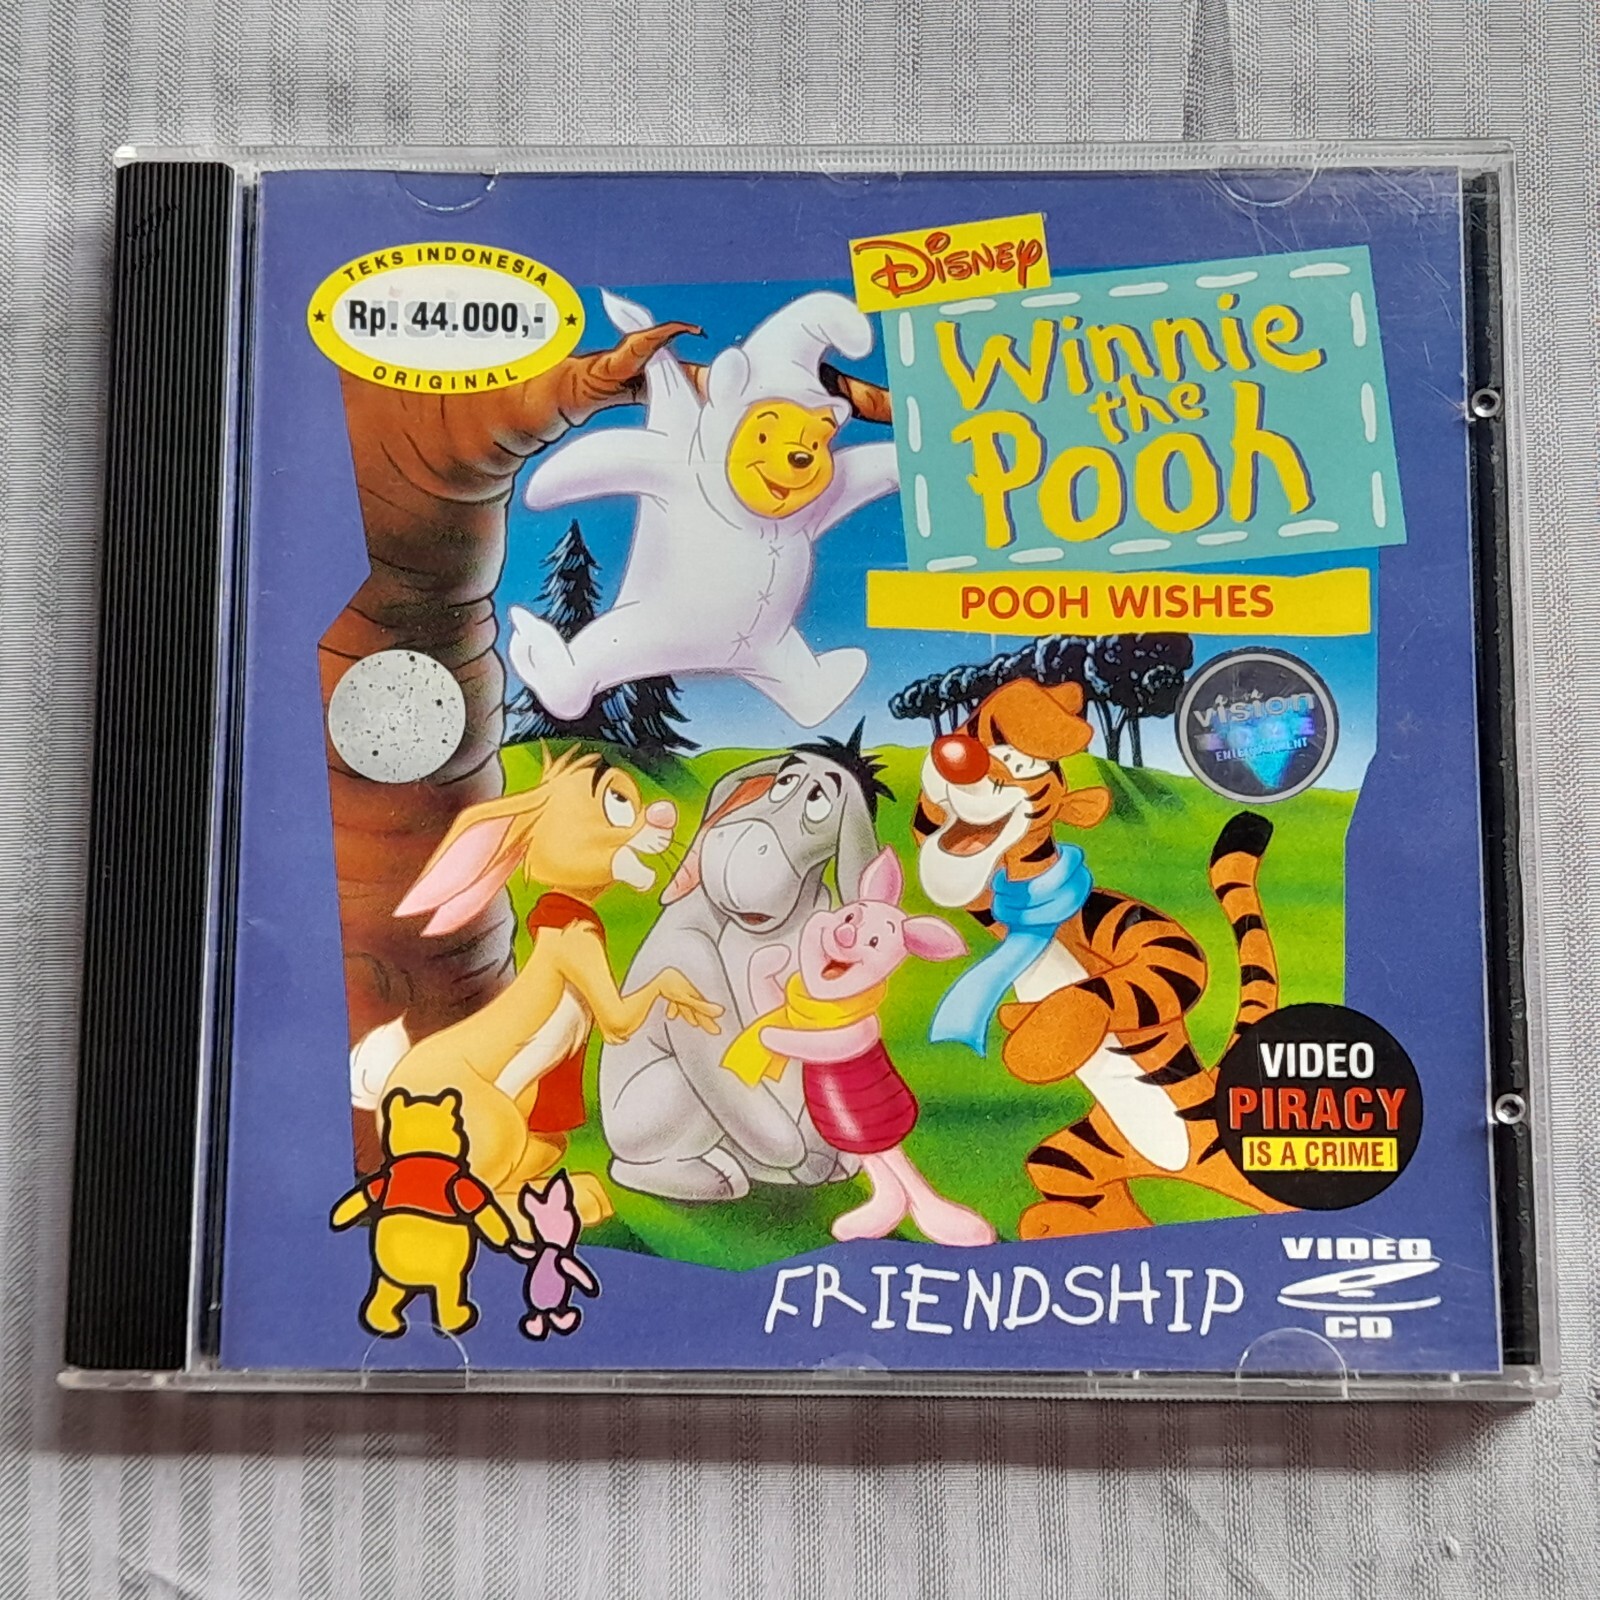 TEKS INDONESIA
Rp. 44.000,-
ORIGINAL
Disney
Winnie
the
Pooh
POOH WISHES
vision
ENTERTAINMENT
VIDEO
PIRACY
IS A CRIME!
FRIENDSHIP
VIDEO
CD